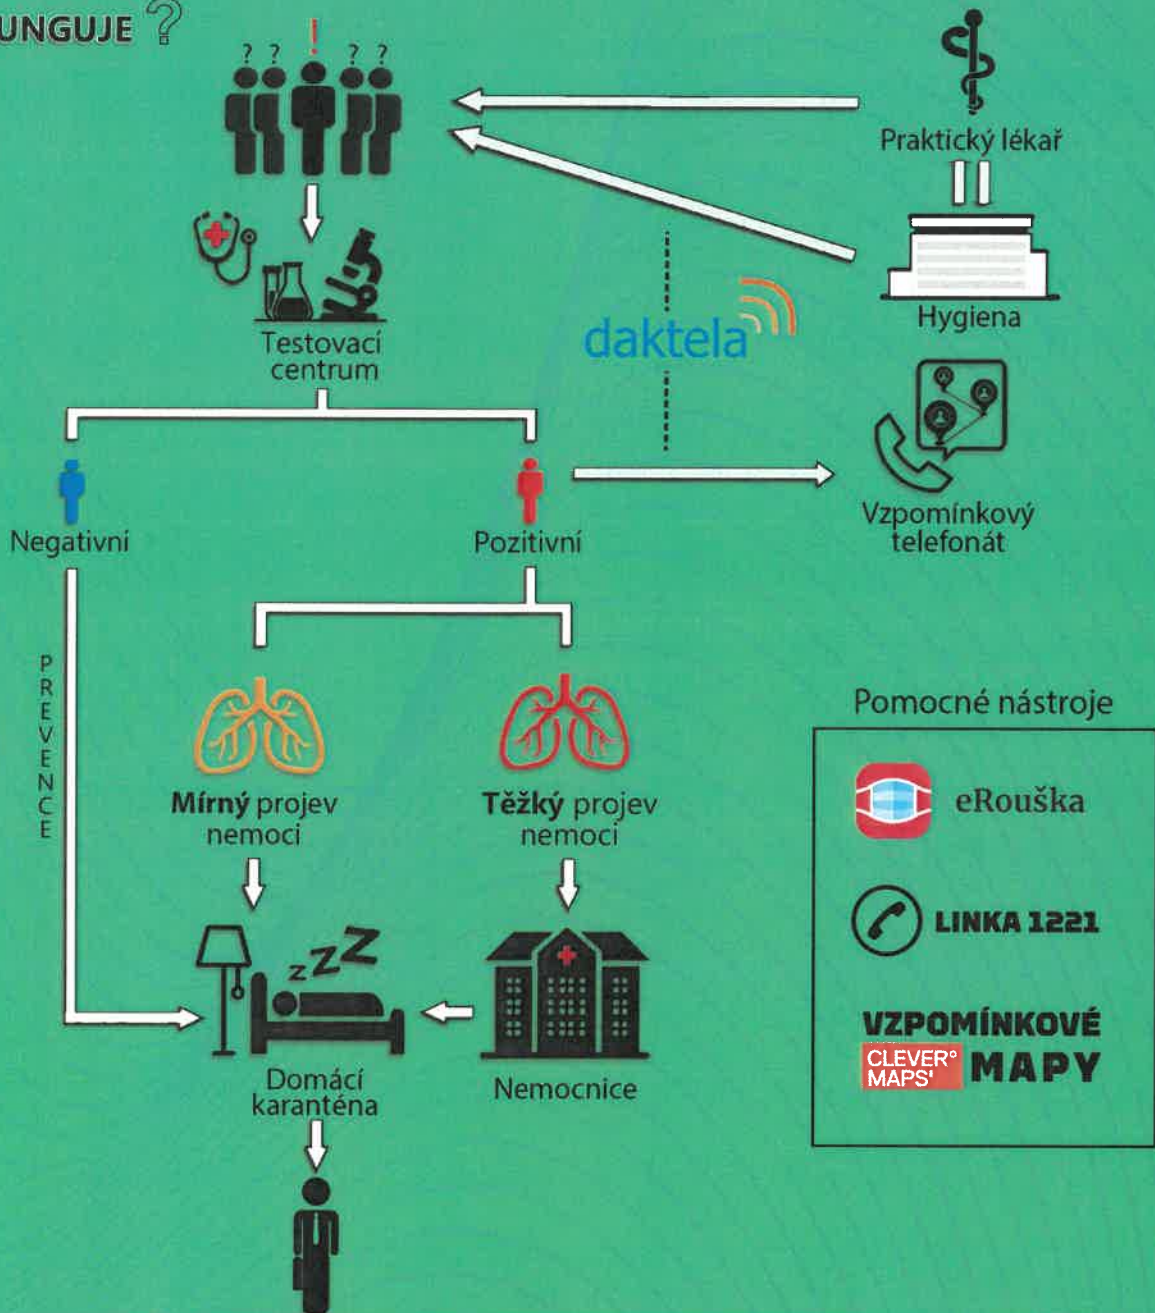 UNGUJE ?
? ? ! ? ?
Praktický lékař
Hygiena
daktela
Testovací
centrum
Vzpomínkový
telefonát
Negativní
Pozitivní
PREVENCE
Mírný projev
nemoci
Těžký projev
nemoci
Pomocné nástroje
eRouška
LINKA 1221
VZPOMÍNKOVÉ
CLEVER°
MAPS'
MAPY
zZZ
Domácí
karanténa
Nemocnice